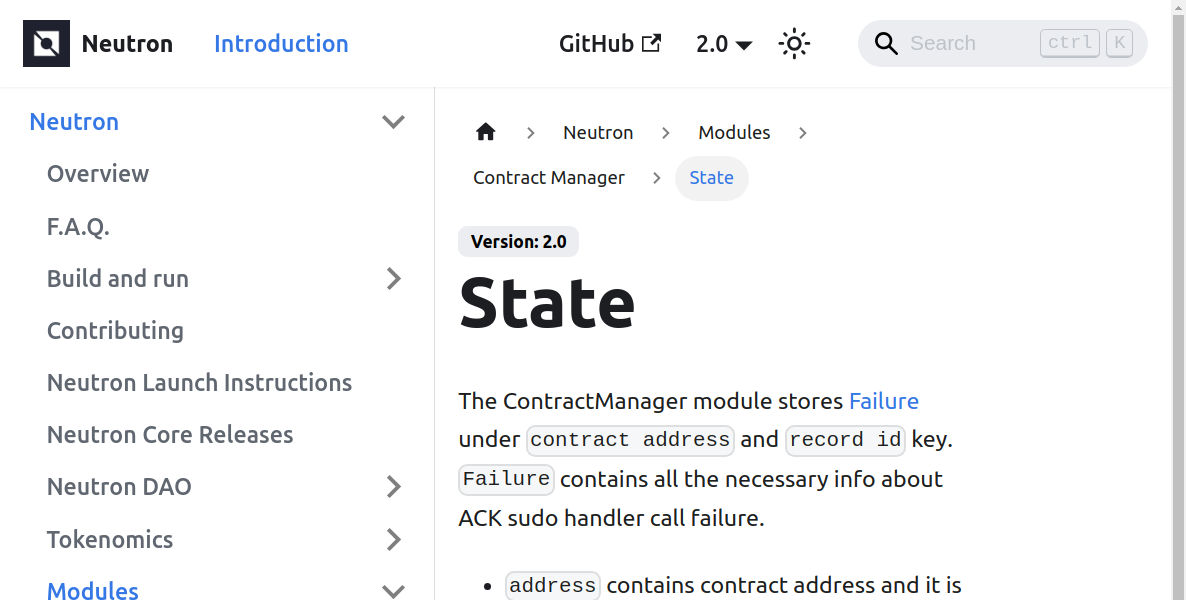 Neutron
Introduction
GitHub
2.0
Search
ctrl
K
Neutron
Overview
F.A.Q.
Build and run
Contributing
Neutron Launch Instructions
Neutron Core Releases
Neutron DAO
Tokenomics
Modules
Neutron
Modules
Contract Manager
State
Version: 2.0
State
The ContractManager module stores Failure
under contract address and record id key.
Failure contains all the necessary info about
ACK sudo handler call failure.
• address contains contract address and it is